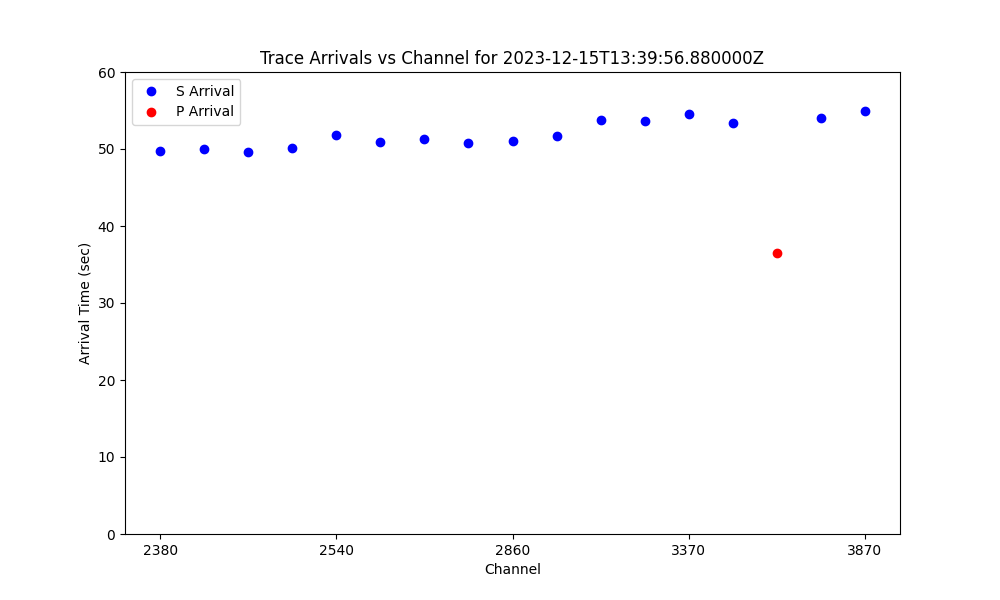 Trace Arrivals vs Channel for 2023-12-15T13:39:56.880000Z
60
50
40
30
20
10
0
Arrival Time (sec)
S Arrival
P Arrival
2380 2540 2860 3370 3870
Channel